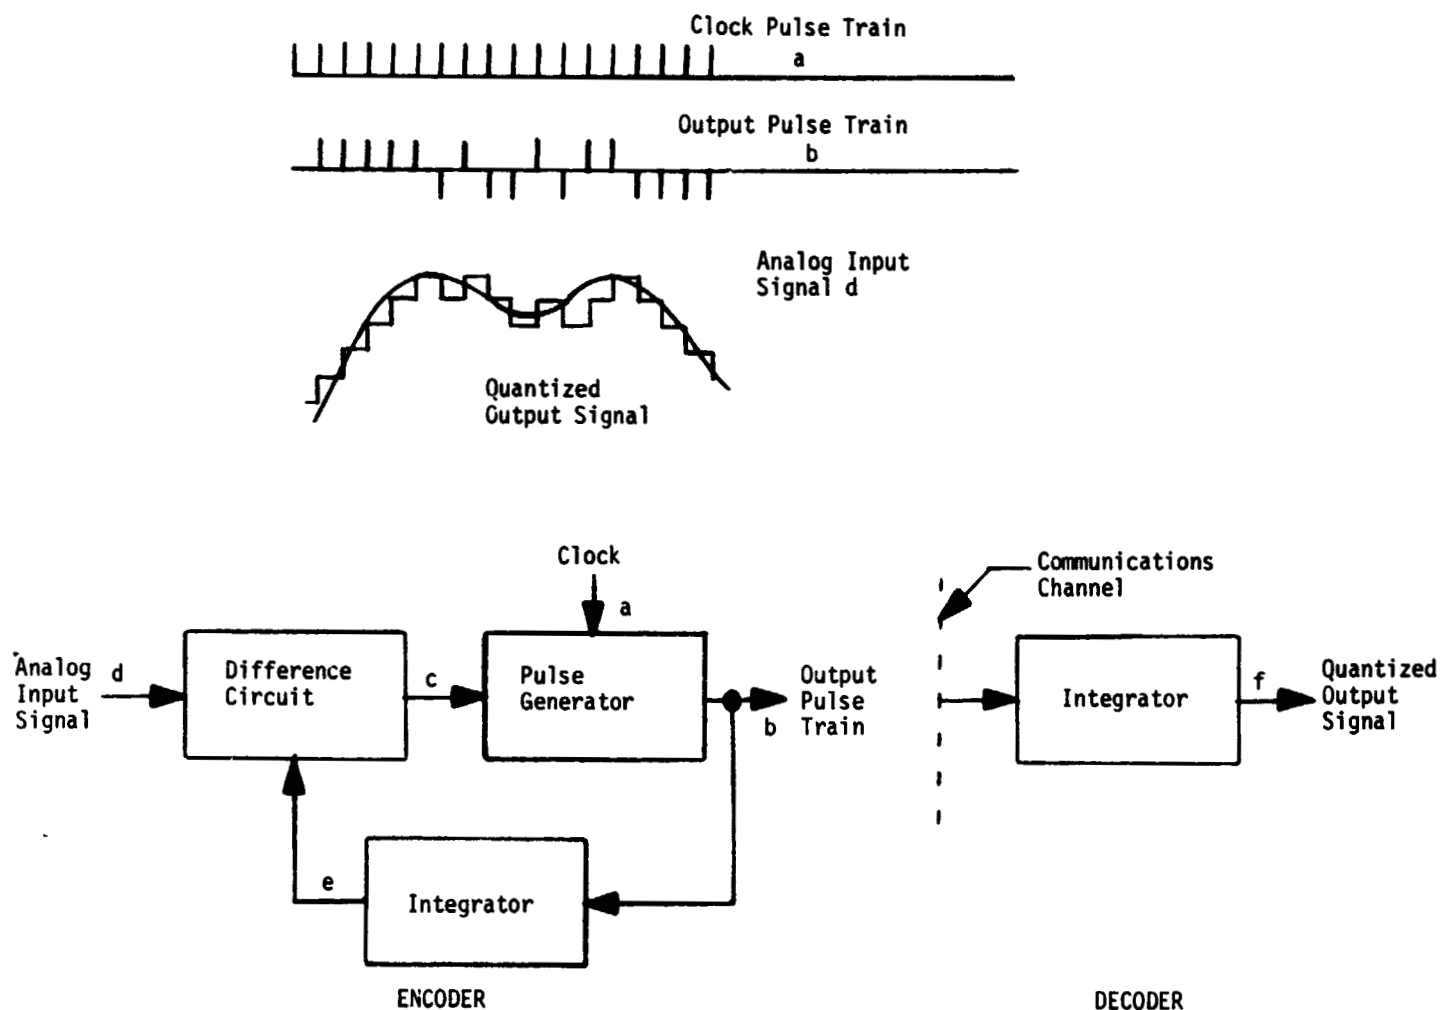 Clock Pulse Train
a
Output Pulse Train
b
Analog Input
Signal d
Quantized
Output Signal
Clock
a
Communications
Channel
Analog
Input
Signal
d
Difference
Circuit
c
Pulse
Generator
Output
Pulse
Train
b
Integrator
f
Quantized
Output
Signal
e
Integrator
ENCODER
DECODER